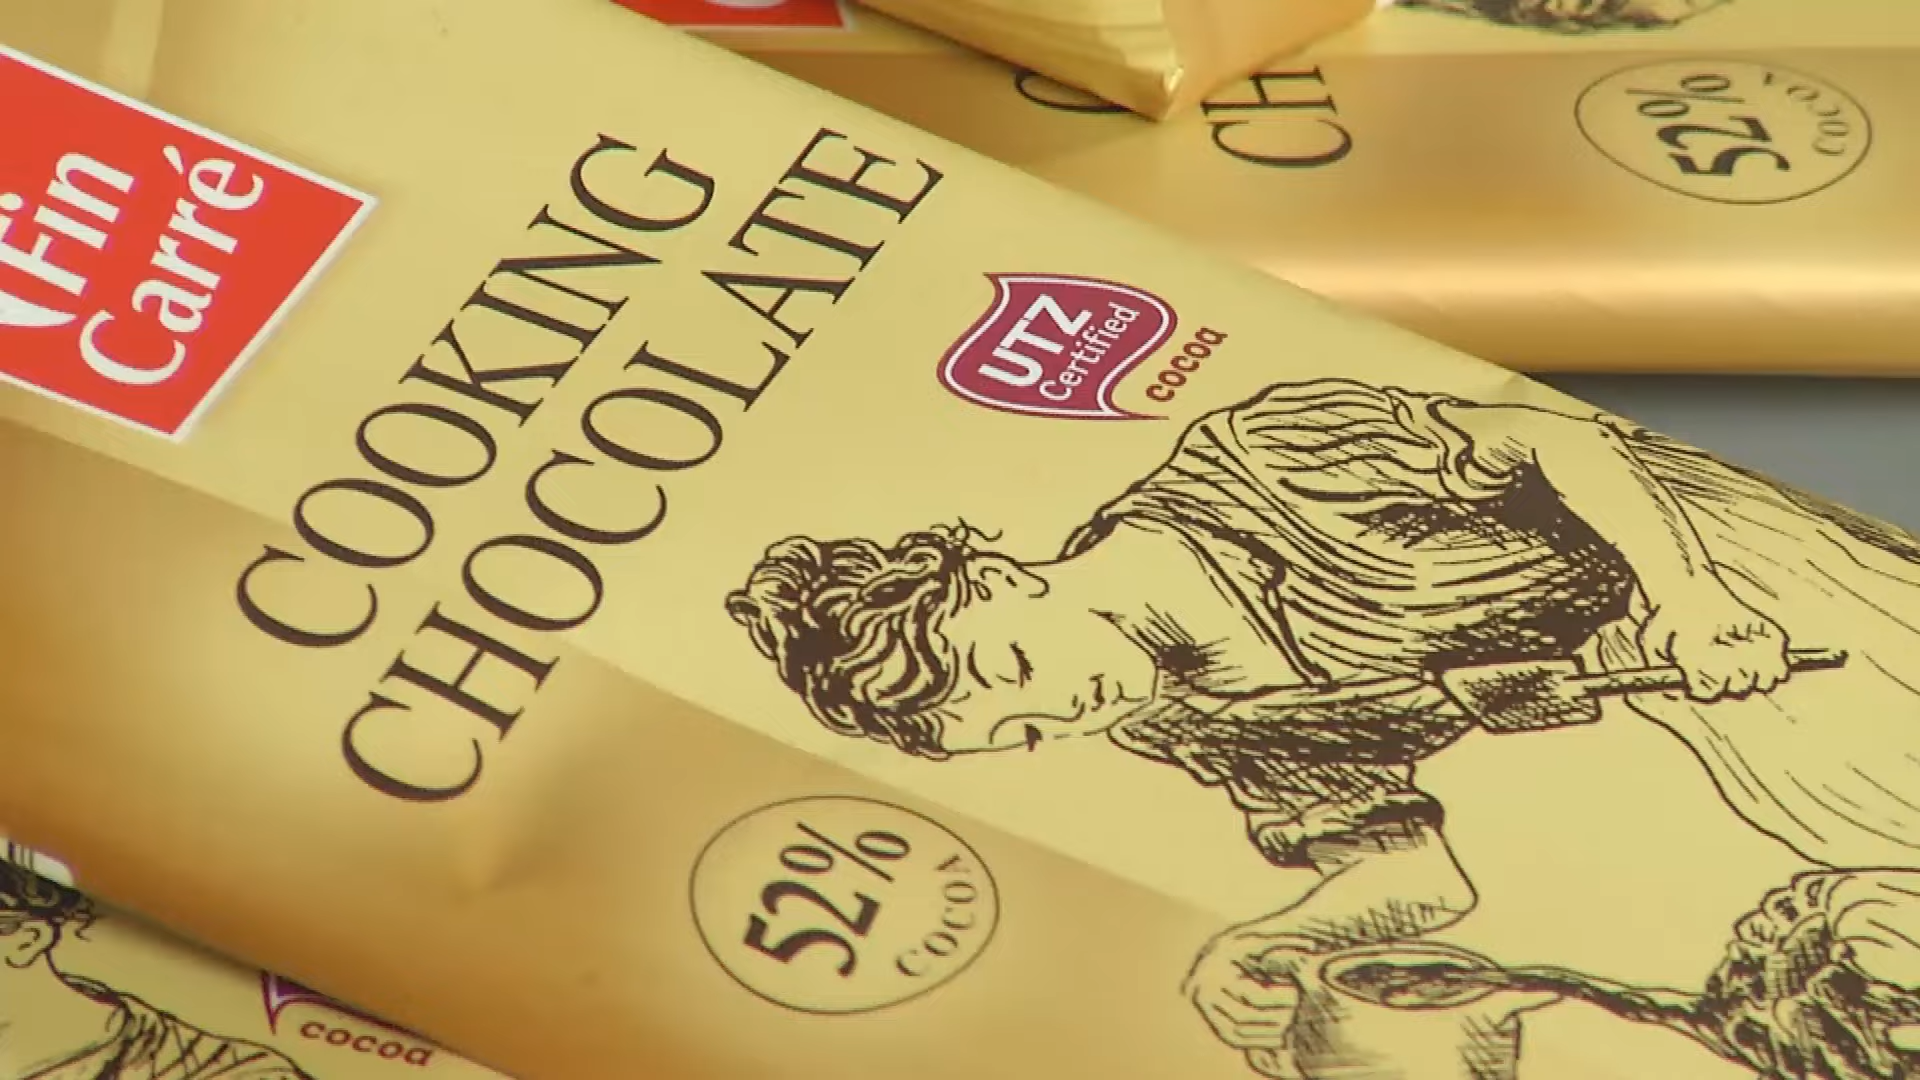 Fin
Carré
COOKING
CHOCOLATE
UTZ
Certified
cocoa
52%
COCOA
CH
52%
COCOA
cocoa